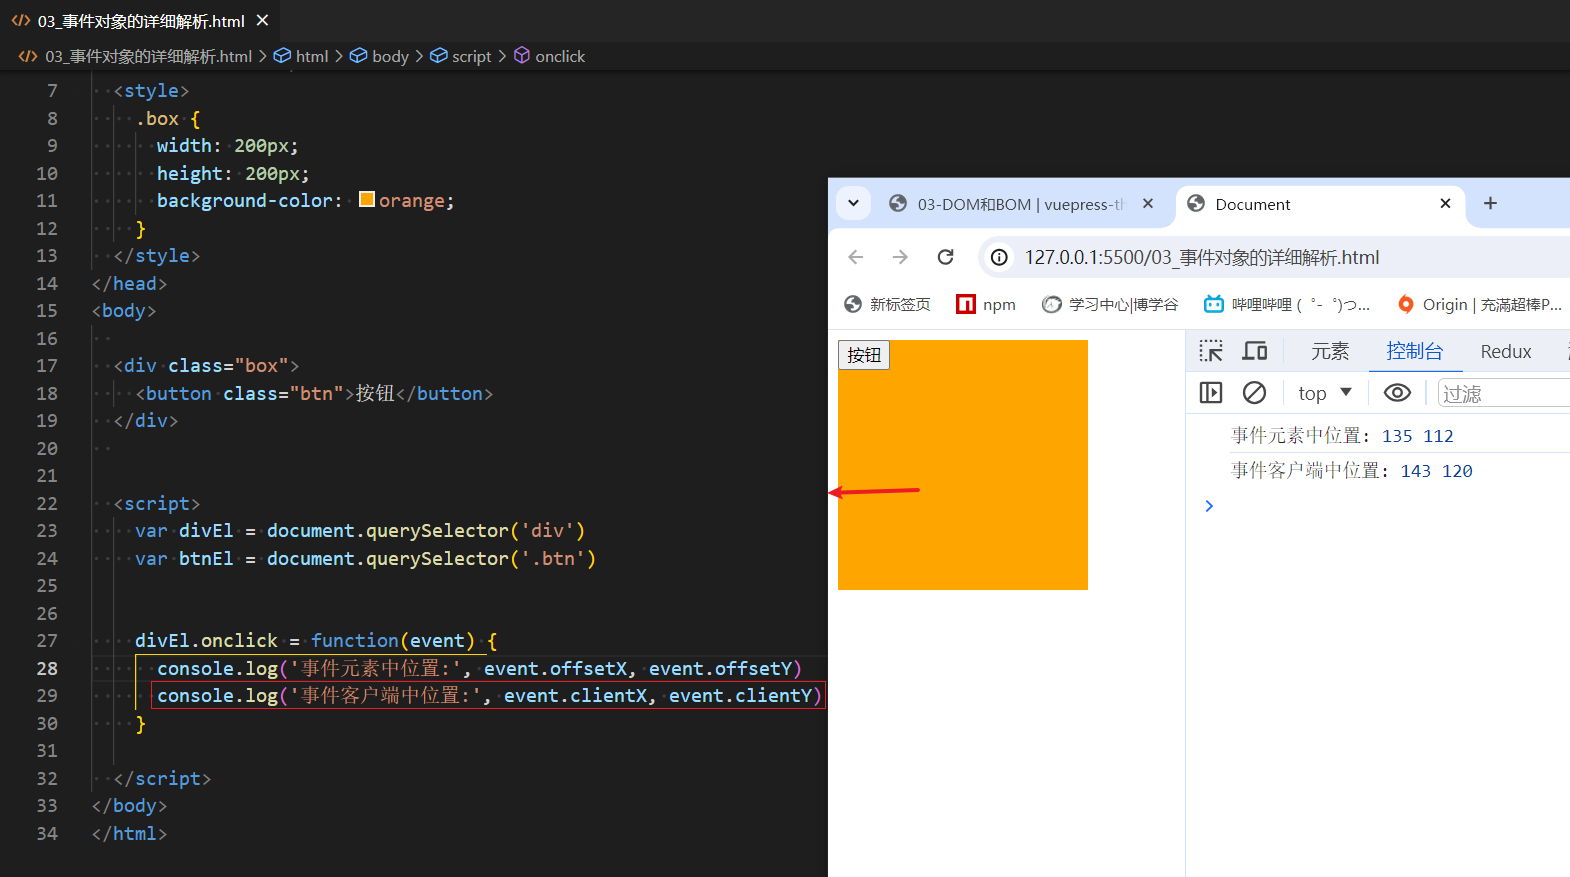 03_事件对象的详细解析.html
03_事件对象的详细解析.html > html > body > script > onclick
7 <style>
8 .box {
9 width: 200px;
10 height: 200px;
11 background-color: orange;
12 }
13 </style>
14 </head>
15 <body>
16
17 <div class="box">
18 <button class="btn">按钮</button>
19 </div>
20
21
22 <script>
23 var divEl = document.querySelector('div')
24 var btnEl = document.querySelector('.btn')
25
26
27 divEl.onclick = function(event) {
28 console.log('事件元素中位置:', event.offsetX, event.offsetY)
29 console.log('事件客户端中位置:', event.clientX, event.clientY)
30 }
31
32 </script>
33 </body>
34 </html>
03-DOM和BOM | vuepress-th
Document
127.0.0.1:5500/03_事件对象的详细解析.html
新标签页 npm 学习中心|博学谷 哔哩哔哩 (゜-゜)つ... Origin | 充滿超棒P...
按钮
元素 控制台 Redux
top 过滤
事件元素中位置: 135 112
事件客户端中位置: 143 120